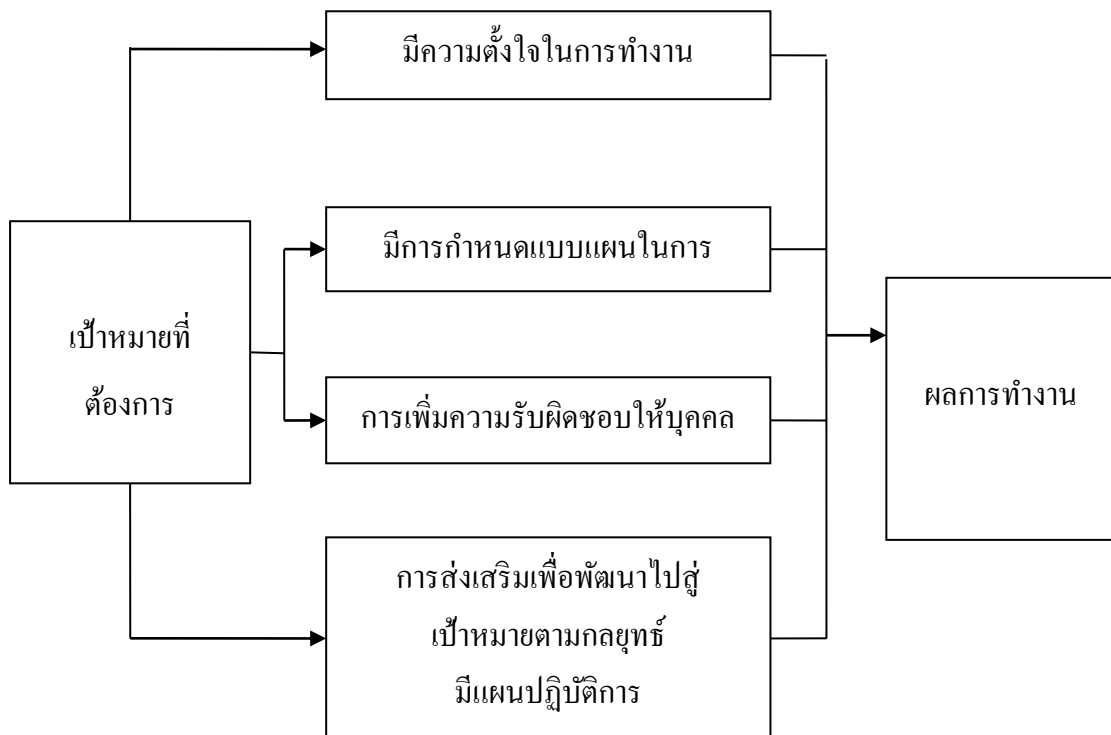 มีความตั้งใจในการทำงาน
มีการกำหนดแบบแผนในการ
เป้าหมายที่
ต้องการ
การเพิ่มความรับผิดชอบให้บุคคล
ผลการทำงาน
การส่งเสริมเพื่อพัฒนาไปสู่
เป้าหมายตามกลยุทธ์
มีแผนปฏิบัติการ